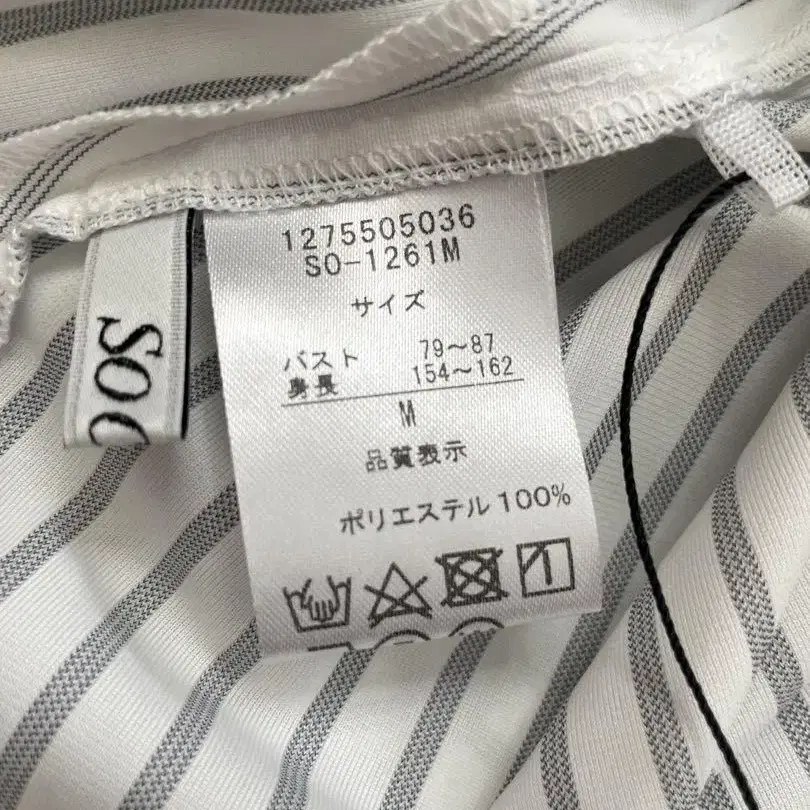 1275505036
SO-1261M
サイズ
バスト 79～87
身長 154～162
M
品質表示
ポリエステル 100%
SO